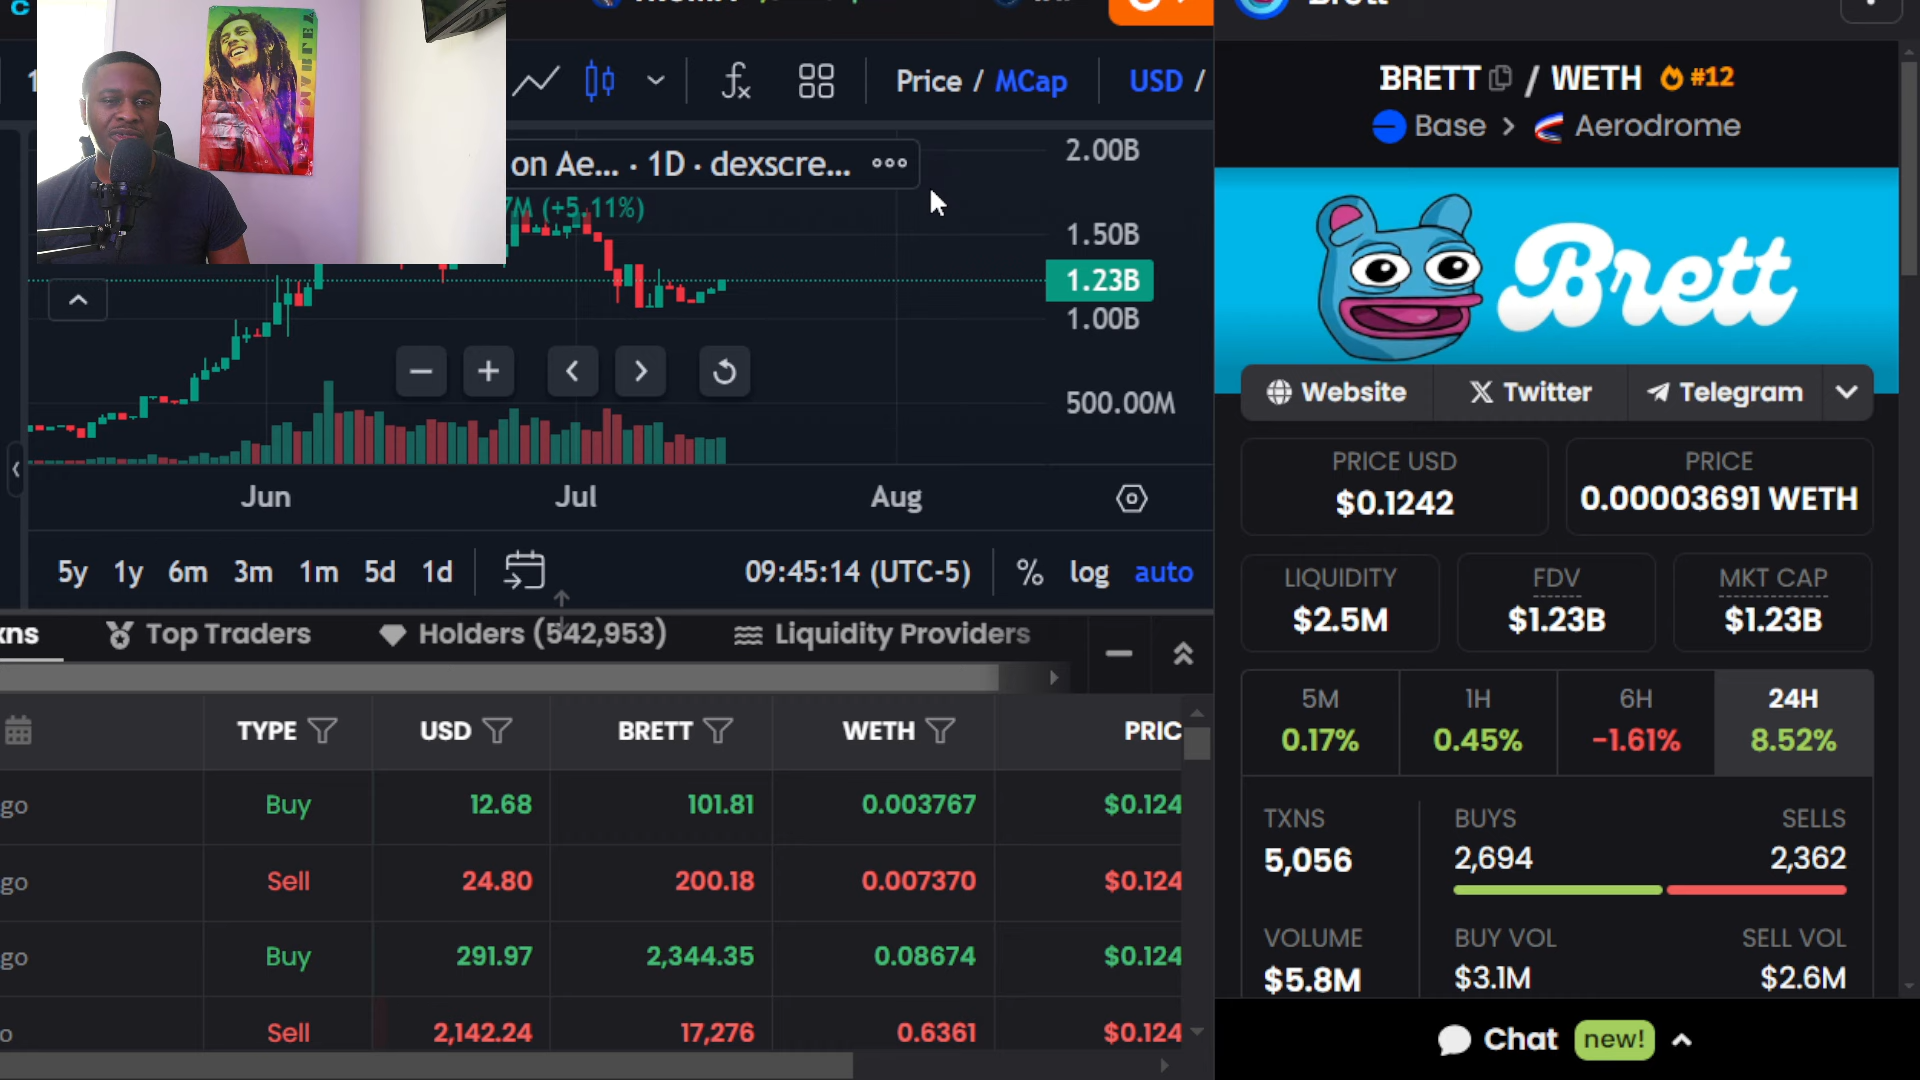 Brett
Price / MCap
USD /
on Ae... · 1D · dexscre...
7M (+5.11%)
2.00B
1.50B
1.23B
1.00B
500.00M
Jun
Jul
Aug
5y 1y 6m 3m 1m 5d 1d
09:45:14 (UTC-5)
% log auto
xns
Top Traders
Holders (542,953)
Liquidity Providers
TYPE USD BRETT WETH PRIC
go Buy 12.68 101.81 0.003767 $0.124
go Sell 24.80 200.18 0.007370 $0.124
go Buy 291.97 2,344.35 0.08674 $0.124
o Sell 2,142.24 17,276 0.6361 $0.124
BRETT / WETH #12
Base > Aerodrome
Brett
Website
Twitter
Telegram
PRICE USD
$0.1242
PRICE
0.00003691 WETH
LIQUIDITY
$2.5M
FDV
$1.23B
MKT CAP
$1.23B
5M
0.17%
1H
0.45%
6H
-1.61%
24H
8.52%
TXNS
5,056
BUYS
2,694
SELLS
2,362
VOLUME
$5.8M
BUY VOL
$3.1M
SELL VOL
$2.6M
Chat new!